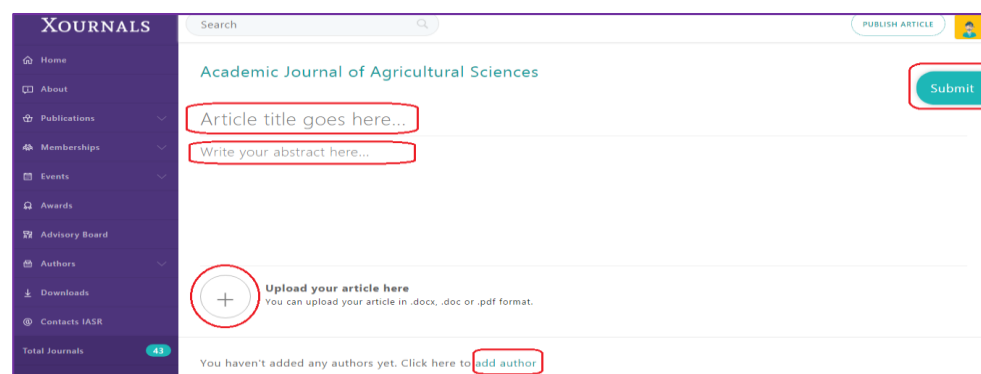 XOURNALS
Search
PUBLISH ARTICLE
Home
About
Publications
Memberships
Events
Awards
Advisory Board
Authors
Downloads
Contacts IASR
Total Journals 43
Academic Journal of Agricultural Sciences
Submit
Article title goes here...
Write your abstract here...
Upload your article here
You can upload your article in .docx, .doc or .pdf format.
You haven't added any authors yet. Click here to add author